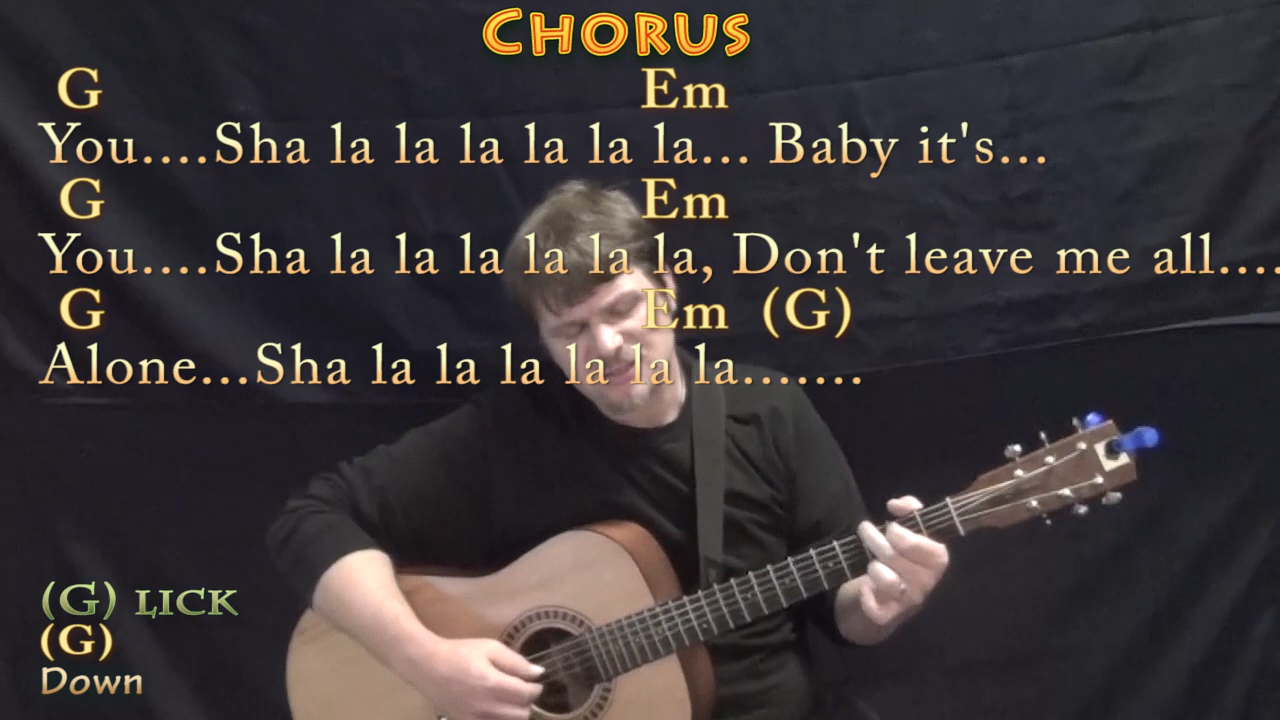 CHORUS
G Em
You....Sha la la la la la la... Baby it's...
G Em
You....Sha la la la la la la, Don't leave me all....
G Em (G)
Alone...Sha la la la la la la.......
(G) LICK
(G)
Down